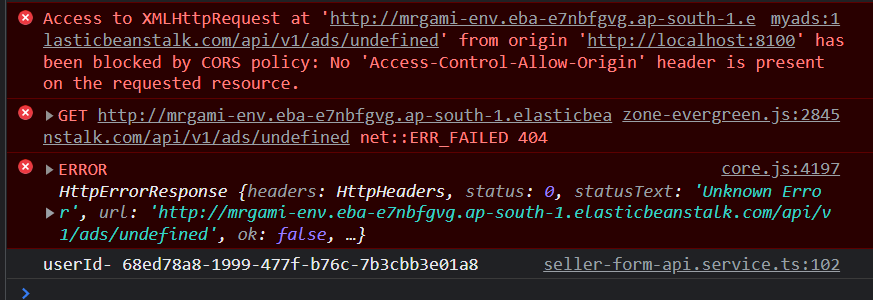 Access to XMLHttpRequest at 'http://mrgami-env.eba-e7nbfgvg.ap-south-1.e myads:1
lasticbeanstalk.com/api/v1/ads/undefined' from origin 'http://localhost:8100' has
been blocked by CORS policy: No 'Access-Control-Allow-Origin' header is present
on the requested resource.
GET http://mrgami-env.eba-e7nbfgvg.ap-south-1.elasticbea zone-evergreen.js:2845
nstalk.com/api/v1/ads/undefined net::ERR_FAILED 404
ERROR core.js:4197
HttpErrorResponse {headers: HttpHeaders, status: 0, statusText: 'Unknown Erro
r', url: 'http://mrgami-env.eba-e7nbfgvg.ap-south-1.elasticbeanstalk.com/api/v
1/ads/undefined', ok: false, …}
userId- 68ed78a8-1999-477f-b76c-7b3cbb3e01a8 seller-form-api.service.ts:102